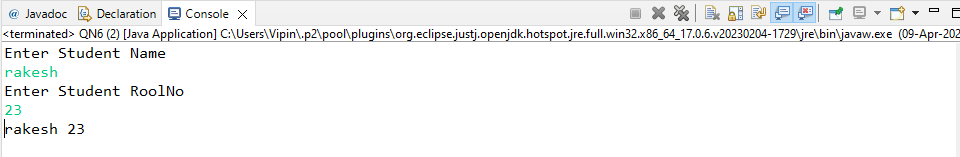 Javadoc Declaration Console
<terminated> QN6 (2) [Java Application] C:\Users\Vipin\.p2\pool\plugins\org.eclipse.justj.openjdk.hotspot.jre.full.win32.x86_64_17.0.6.v20230204-1729\jre\bin\javaw.exe (09-Apr-202
Enter Student Name
rakesh
Enter Student RoolNo
23
rakesh 23